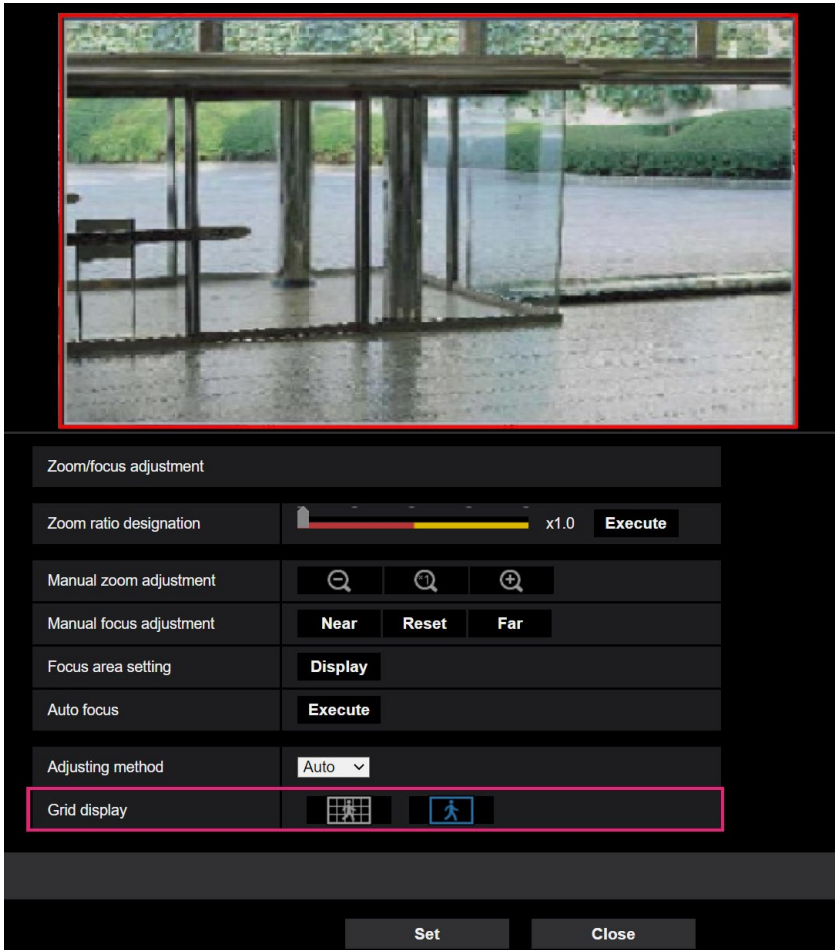 Zoom/focus adjustment
Zoom ratio designation x1.0 Execute
Manual zoom adjustment
Manual focus adjustment Near Reset Far
Focus area setting Display
Auto focus Execute
Adjusting method Auto
Grid display
Set Close